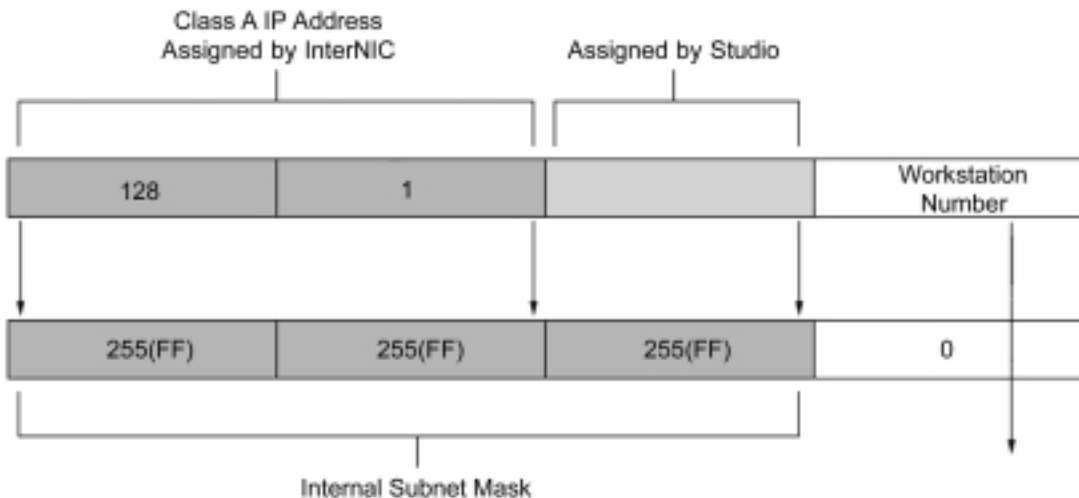 Class A IP Address
Assigned by InterNIC
Assigned by Studio
128
1
Workstation
Number
255(FF)
255(FF)
255(FF)
0
Internal Subnet Mask